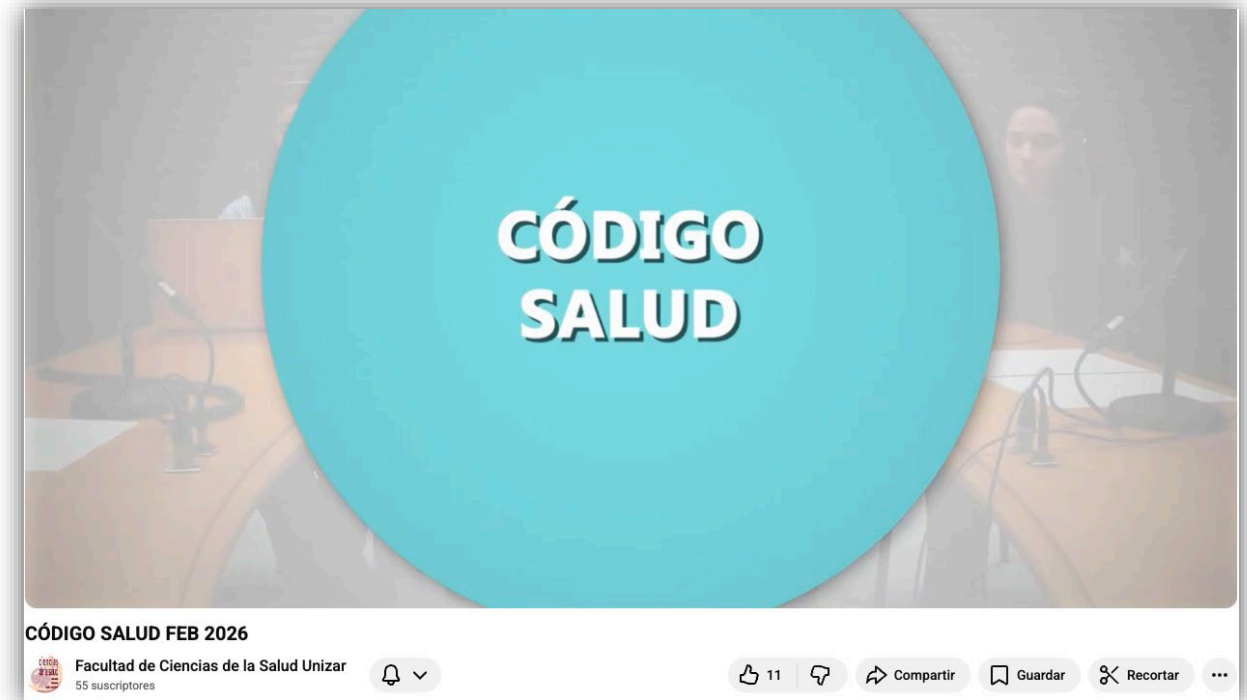 CÓDIGO
SALUD
CÓDIGO SALUD FEB 2026
Facultad de Ciencias de la Salud Unizar
55 suscriptores
11
Compartir
Guardar
Recortar